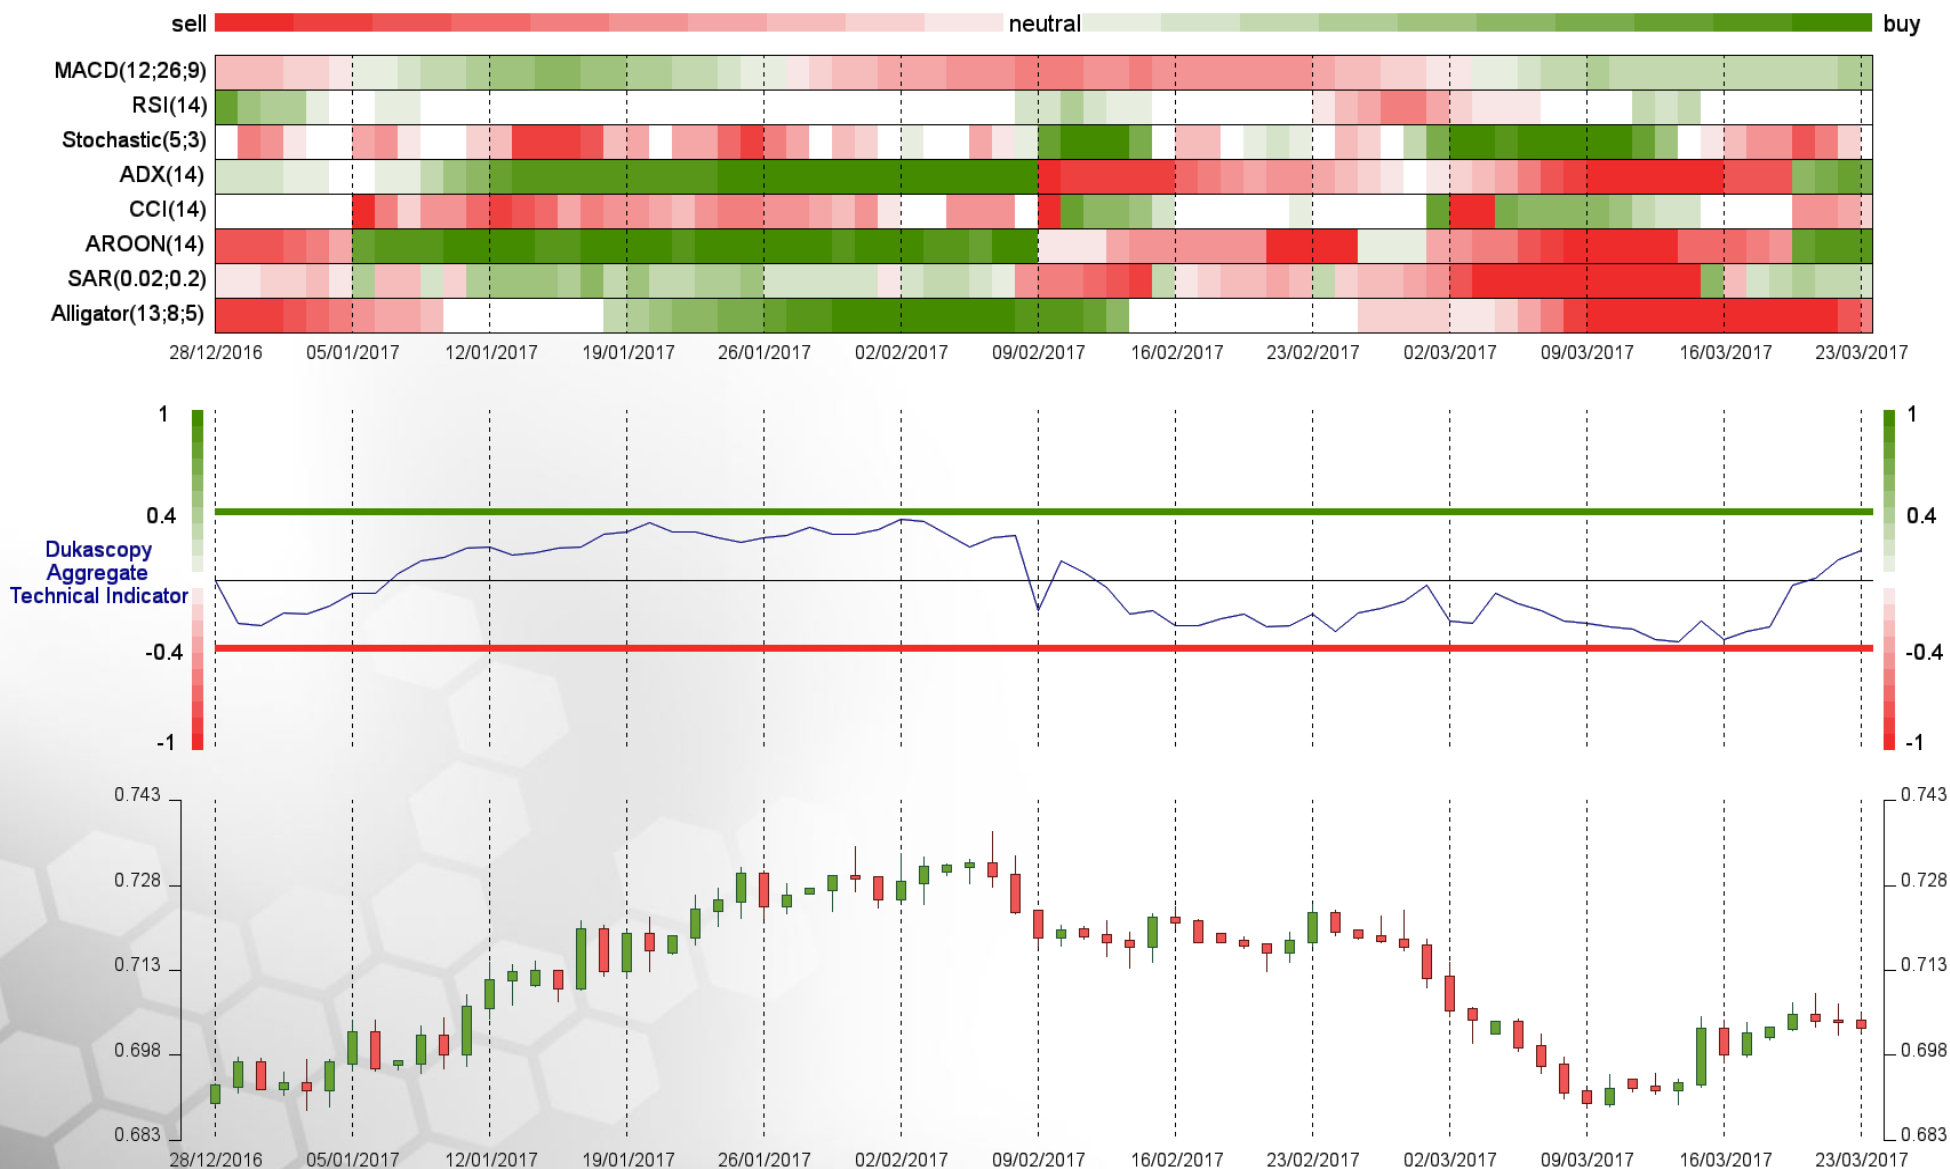 sell neutral buy
MACD(12;26;9)
RSI(14)
Stochastic(5;3)
ADX(14)
CCI(14)
AROON(14)
SAR(0.02;0.2)
Alligator(13;8;5)
28/12/2016 05/01/2017 12/01/2017 19/01/2017 26/01/2017 02/02/2017 09/02/2017 16/02/2017 23/02/2017 02/03/2017 09/03/2017 16/03/2017 23/03/2017
1 1
0.4 0.4
Dukascopy
Aggregate
Technical Indicator
-0.4 -0.4
-1 -1
0.743 0.743
0.728 0.728
0.713 0.713
0.698 0.698
0.683 0.683
28/12/2016 05/01/2017 12/01/2017 19/01/2017 26/01/2017 02/02/2017 09/02/2017 16/02/2017 23/02/2017 02/03/2017 09/03/2017 16/03/2017 23/03/2017